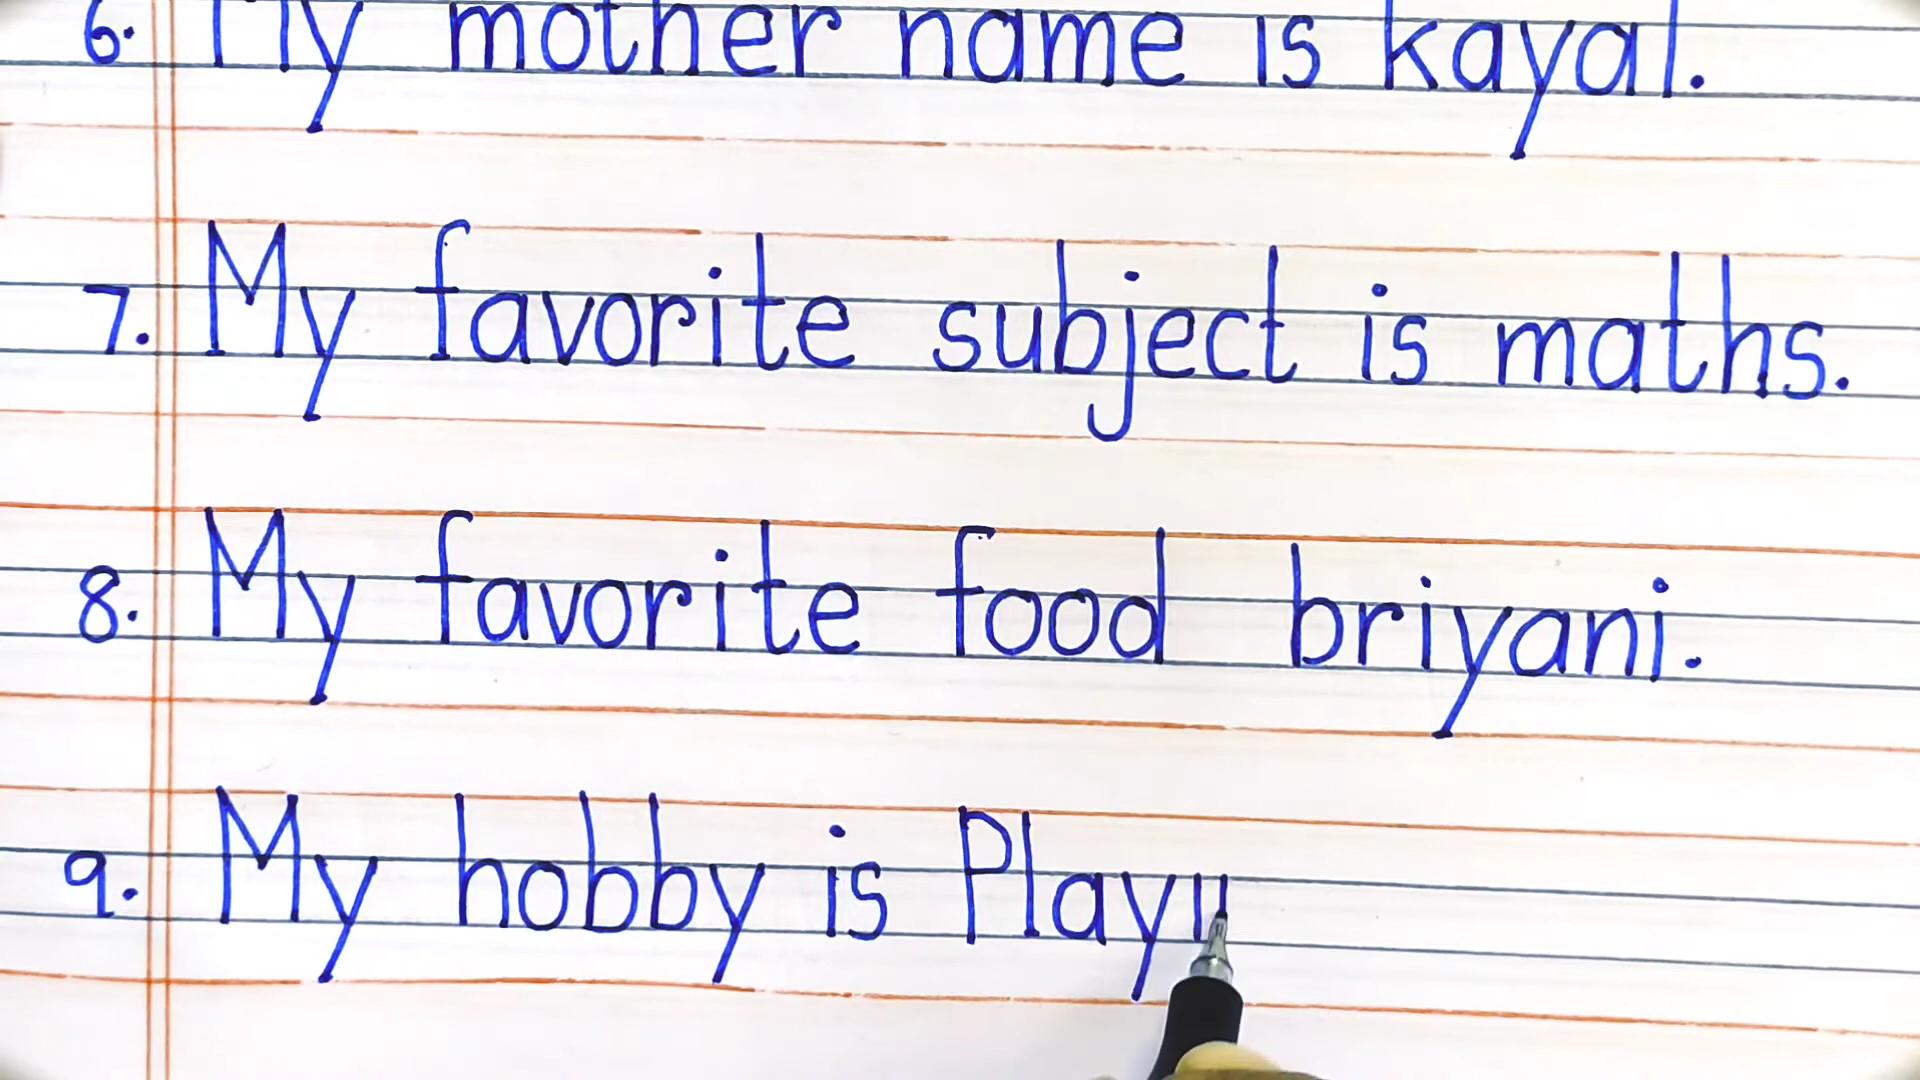 6. My mother name is kayal.
7. My favorite subject is maths.
8. My favorite food briyani.
9. My hobby is Playi